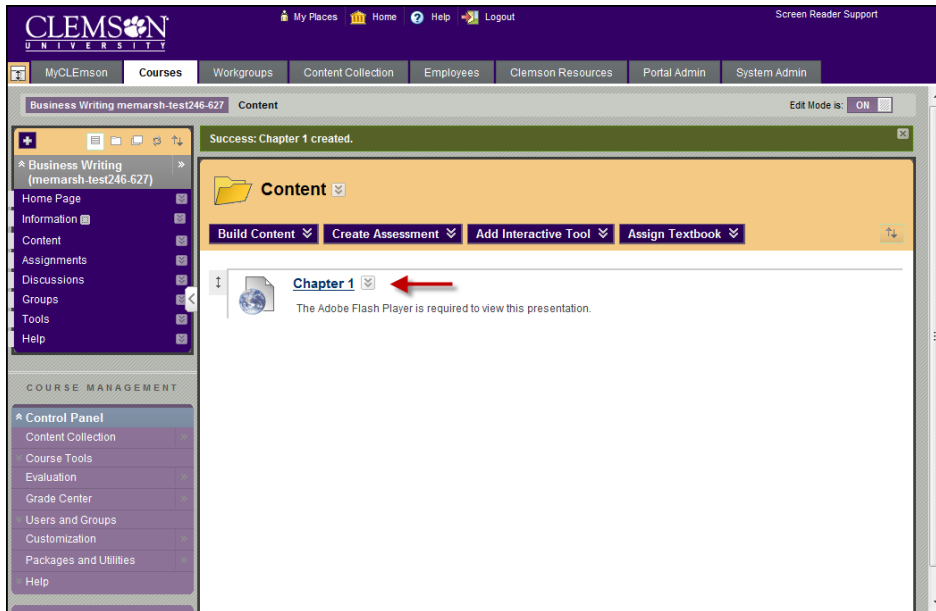 CLEMSON
UNIVERSITY
My Places Home Help Logout
Screen Reader Support
MyCLEmson Courses Workgroups Content Collection Employees Clemson Resources Portal Admin System Admin
Business Writing memarsh-test246-627 Content
Edit Mode is: ON
Success: Chapter 1 created.
Business Writing
(memarsh-test246-627)
Home Page
Information
Content
Assignments
Discussions
Groups
Tools
Help
COURSE MANAGEMENT
Control Panel
Content Collection
Course Tools
Evaluation
Grade Center
Users and Groups
Customization
Packages and Utilities
Help
Content
Build Content Create Assessment Add Interactive Tool Assign Textbook
Chapter 1
The Adobe Flash Player is required to view this presentation.